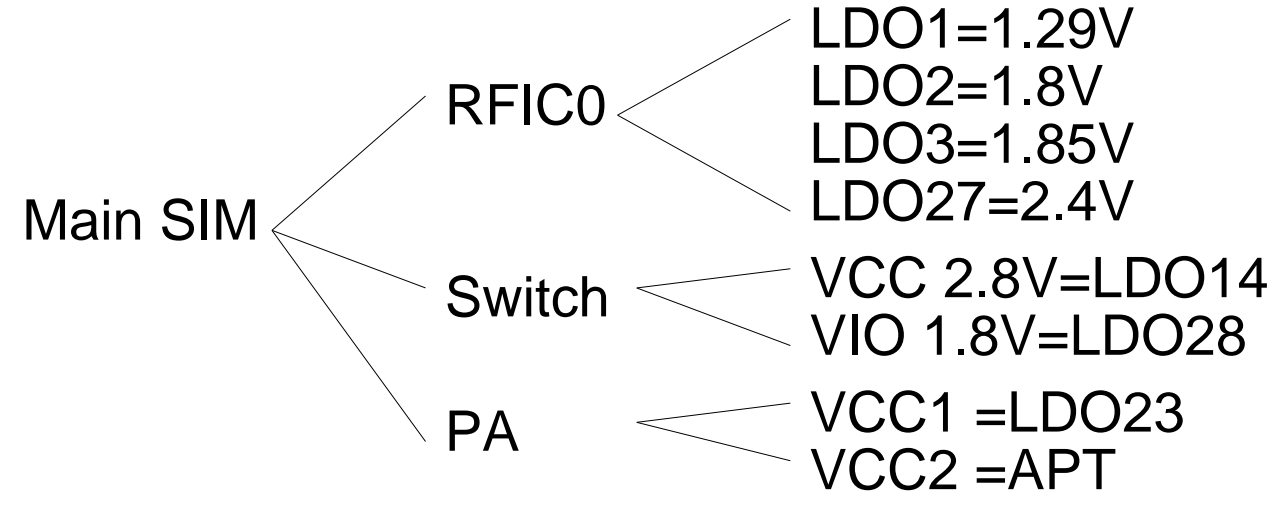 Main SIM
RFIC0
LDO1=1.29V
LDO2=1.8V
LDO3=1.85V
LDO27=2.4V
Switch
VCC 2.8V=LDO14
VIO 1.8V=LDO28
PA
VCC1 =LDO23
VCC2 =APT